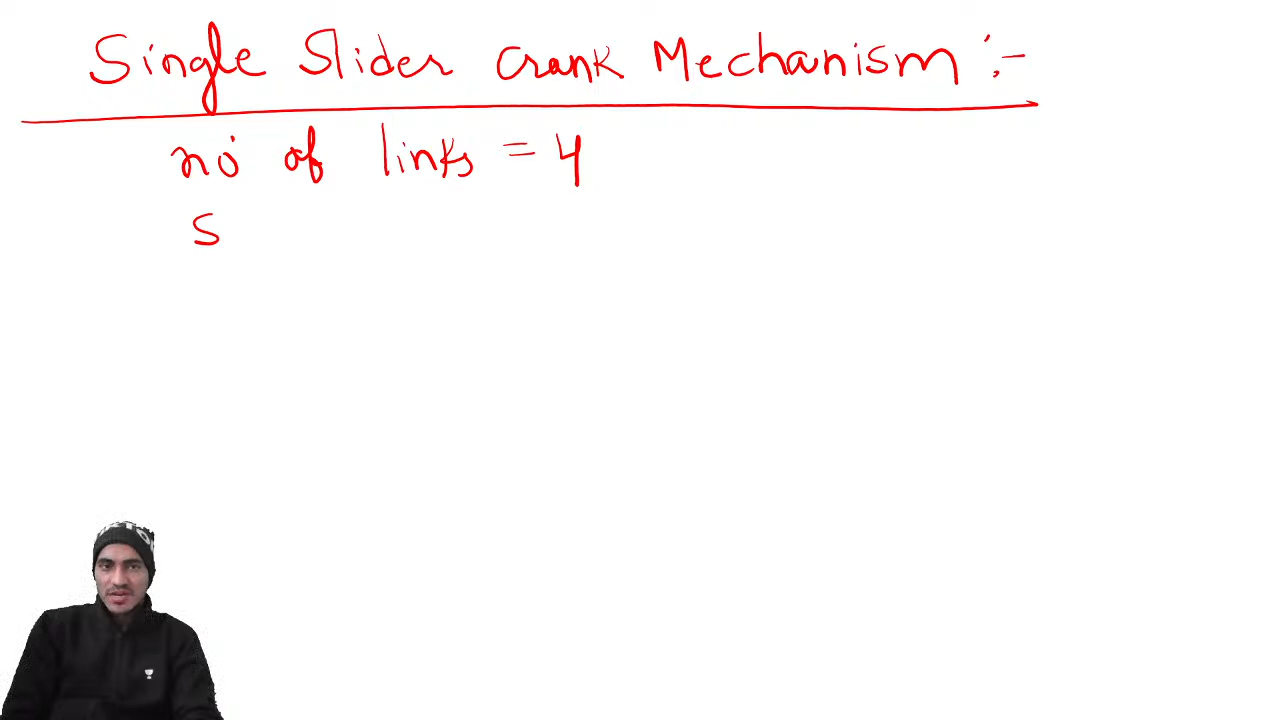 Single Slider Crank Mechanism :-
no of links = 4
S